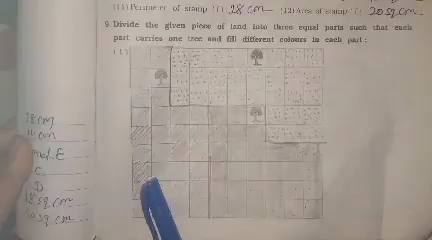 (11) Perimeter of stamp (I) 28 cm (12) Area of stamp (I) 20 sq. cm.
9. Divide the given piece of land into three equal parts such that each
part carries one tree and fill different colours in each part:
(1)
18 cm
E
C
D
18 sq cm
sq cm